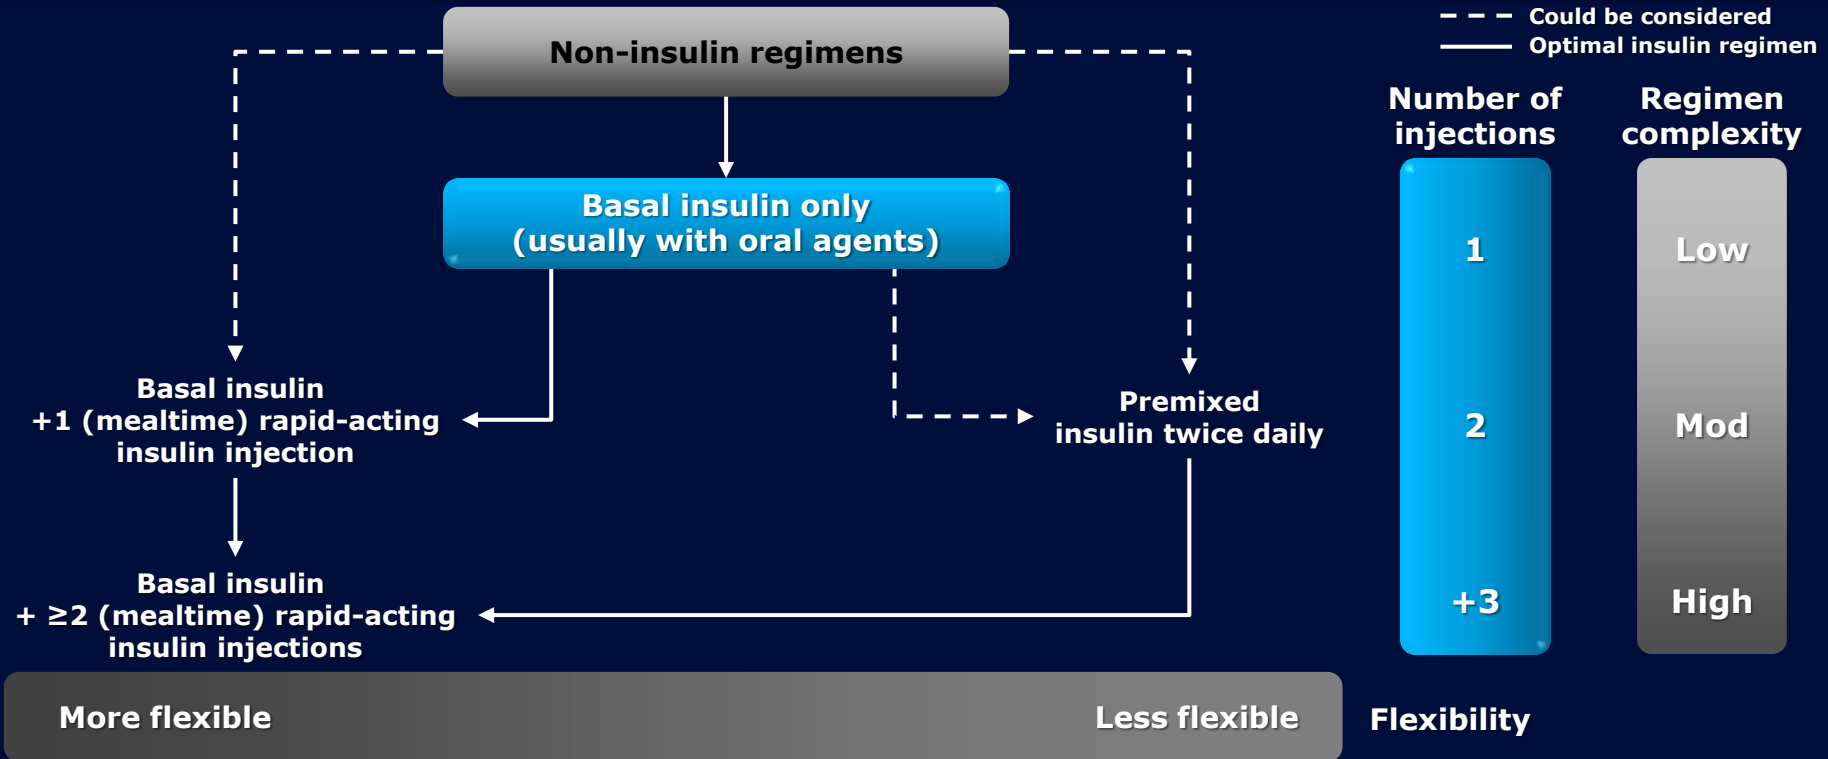 Could be considered
Optimal insulin regimen
Non-insulin regimens
Number of
injections
Regimen
complexity
Basal insulin only
(usually with oral agents)
1
Low
Basal insulin
+1 (mealtime) rapid-acting
insulin injection
Premixed
insulin twice daily
2
Mod
Basal insulin
+ ≥2 (mealtime) rapid-acting
insulin injections
+3
High
More flexible
Less flexible
Flexibility